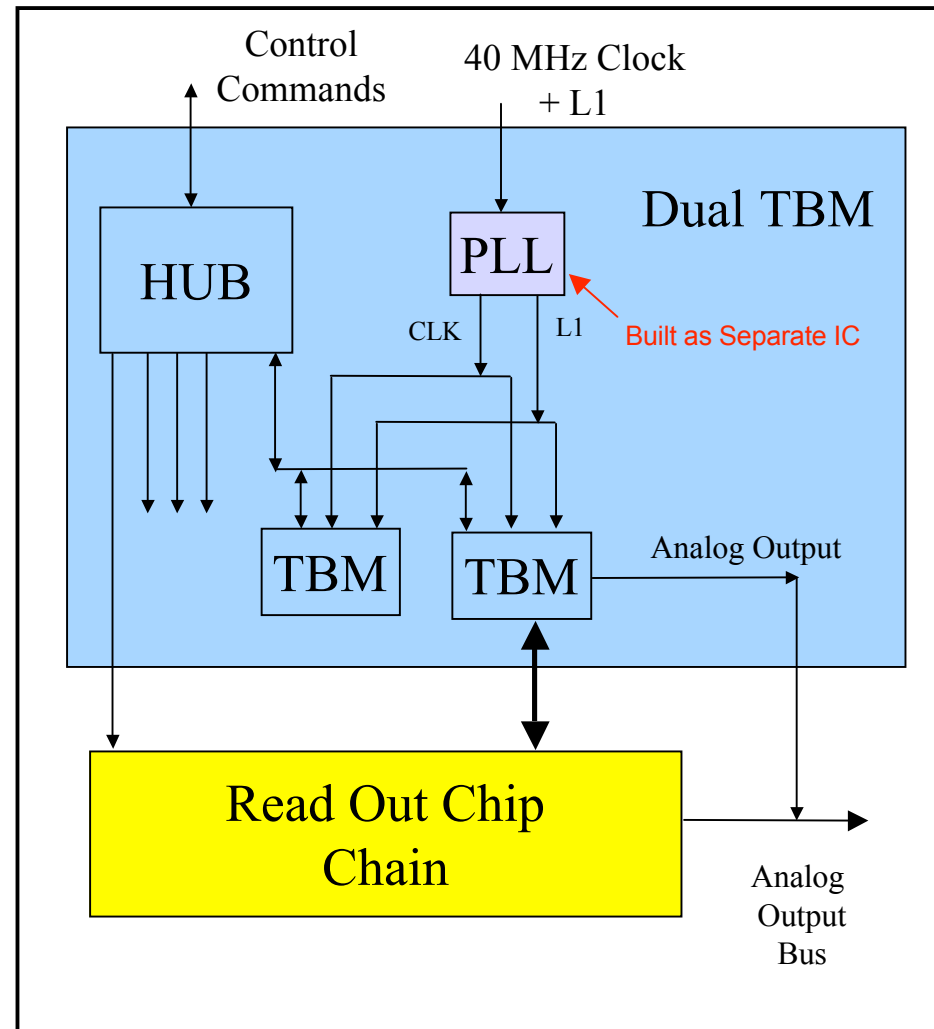 Control
Commands
40 MHz Clock
+ L1
Dual TBM
HUB
PLL
CLK
L1
Built as Separate IC
TBM
TBM
Analog Output
Read Out Chip
Chain
Analog
Output
Bus